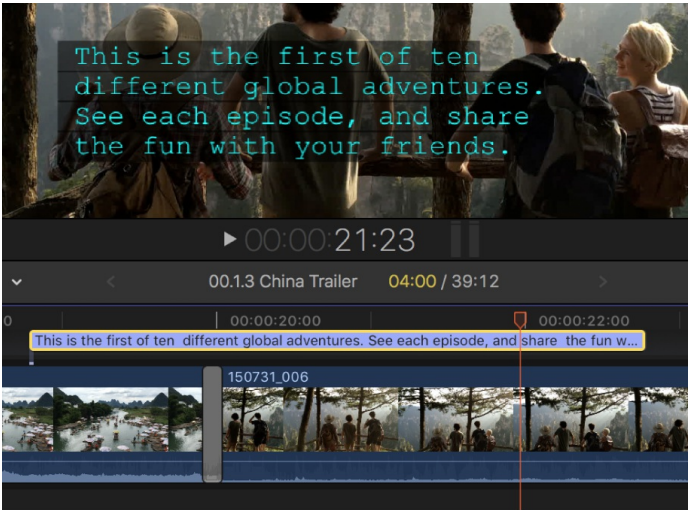 This is the first of ten
different global adventures.
See each episode, and share
the fun with your friends.
00:00:21:23
00.1.3 China Trailer 04:00 / 39:12
0 00:00:20:00 00:00:22:00
This is the first of ten different global adventures. See each episode, and share the fun w...
150731_006